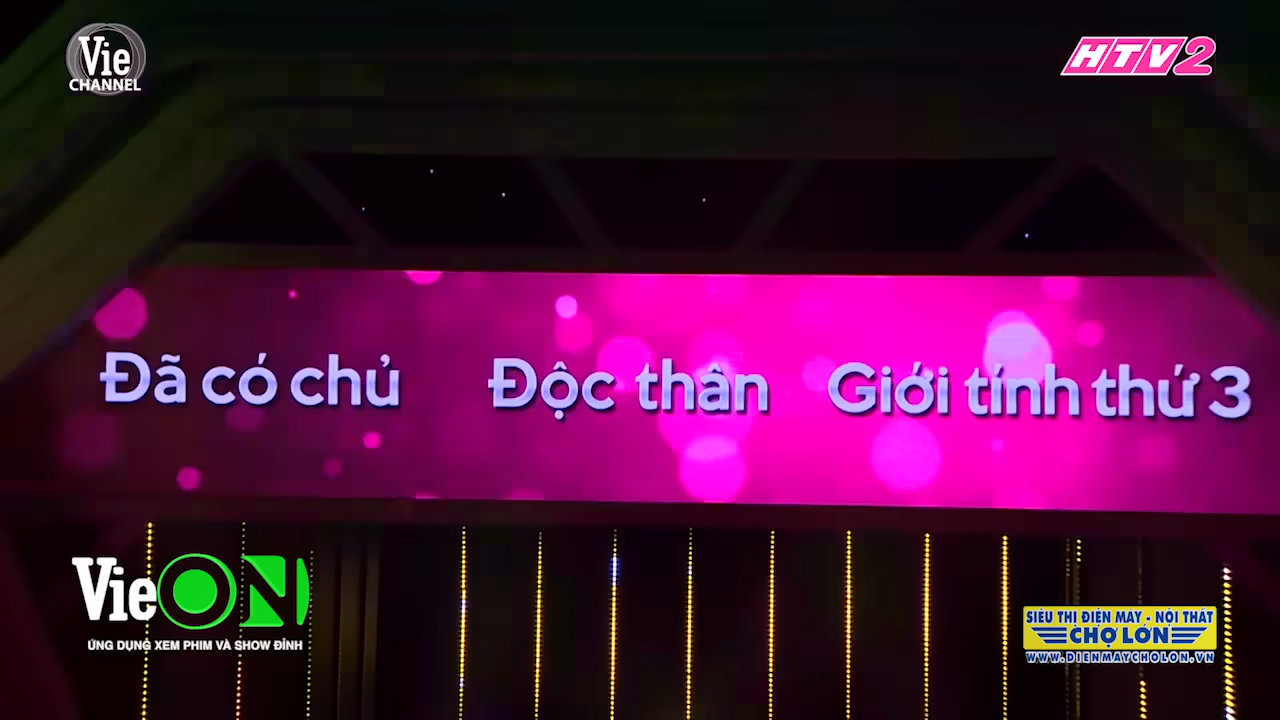 Vie
CHANNEL
HTV2
Đã có chủ
Độc thân
Giới tính thứ 3
VieON
ỨNG DỤNG XEM PHIM VÀ SHOW ĐỈNH
SIÊU THỊ ĐIỆN MÁY - NỘI THẤT
CHỢ LỚN
WWW.DIENMAYCHOLON.VN